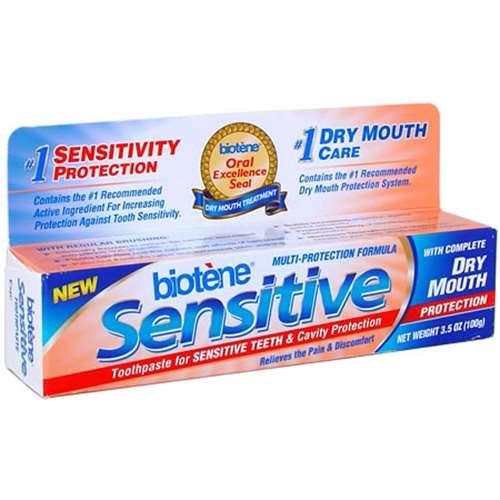 #1 SENSITIVITY
PROTECTION
Contains the #1 Recommended
Active Ingredient For Increasing
Protection Against Tooth Sensitivity.
biotène®
Oral
Excellence
Seal
DRY MOUTH TREATMENT
#1 DRY MOUTH
CARE
Contains the #1 Recommended
Dry Mouth Protection System.
WITH REGULAR BRUSHING
NEW
biotène®
MULTI-PROTECTION FORMULA
Sensitive
Toothpaste for SENSITIVE TEETH & Cavity Protection
Relieves the Pain & Discomfort
WITH COMPLETE
DRY
MOUTH
PROTECTION
NET WEIGHT 3.5 OZ (100g)
biotène
Sensitive